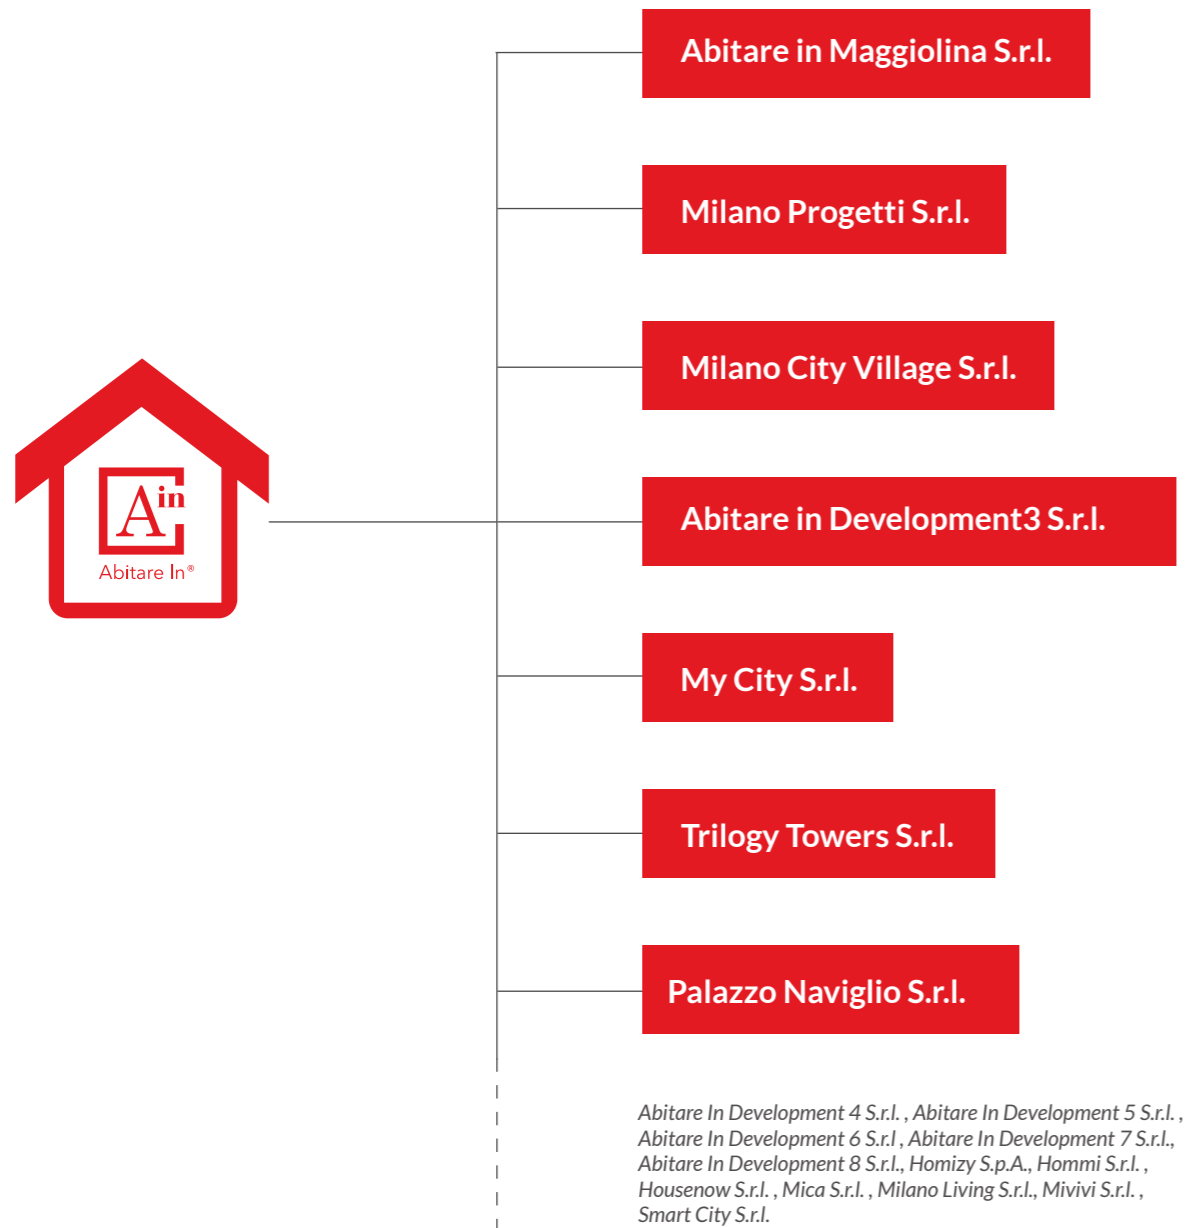 Abitare in Maggiolina S.r.l.
Milano Progetti S.r.l.
Milano City Village S.r.l.
A in
Abitare In®
Abitare in Development3 S.r.l.
My City S.r.l.
Trilogy Towers S.r.l.
Palazzo Naviglio S.r.l.
Abitare In Development 4 S.r.l. , Abitare In Development 5 S.r.l. ,
Abitare In Development 6 S.r.l , Abitare In Development 7 S.r.l.,
Abitare In Development 8 S.r.l., Homizy S.p.A., Hommi S.r.l. ,
Housenow S.r.l. , Mica S.r.l. , Milano Living S.r.l., Mivivi S.r.l. ,
Smart City S.r.l.